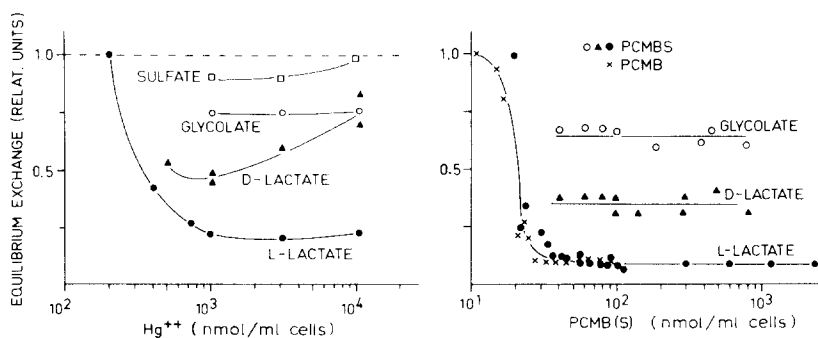 EQUILIBRIUM EXCHANGE (RELAT. UNITS)
1.0
0.5
SULFATE
GLYCOLATE
D-LACTATE
L-LACTATE
10²
10³
10⁴
Hg⁺⁺ (nmol/ml cells)
1.0
0.5
○ ▲ ● PCMBS
× PCMB
GLYCOLATE
D-LACTATE
L-LACTATE
10¹
10²
10³
PCMB(S) (nmol/ml cells)